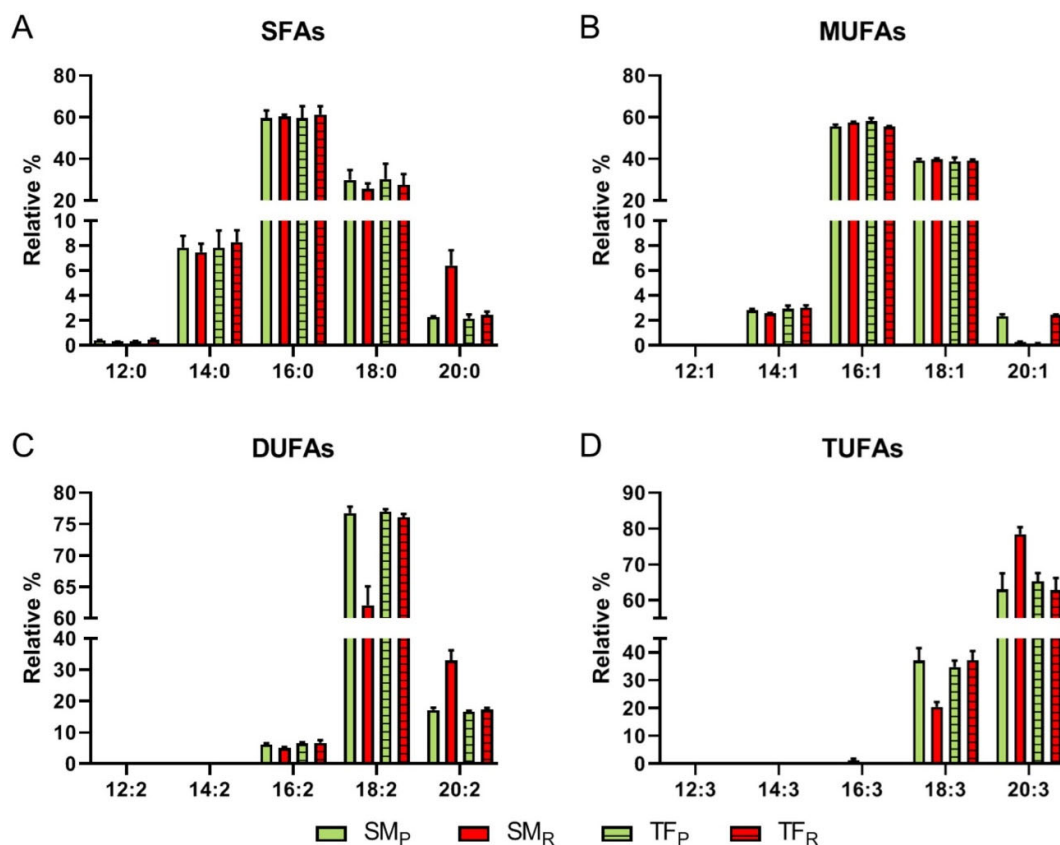 A
SFAs
Relative %
80
60
40
20
10
8
6
4
2
0
12:0 14:0 16:0 18:0 20:0
B
MUFAs
Relative %
80
60
40
20
10
8
6
4
2
0
12:1 14:1 16:1 18:1 20:1
C
DUFAs
Relative %
80
75
70
65
60
40
30
20
10
0
12:2 14:2 16:2 18:2 20:2
D
TUFAs
Relative %
90
80
70
60
40
30
20
10
0
12:3 14:3 16:3 18:3 20:3
SMP SMR TFP TFR